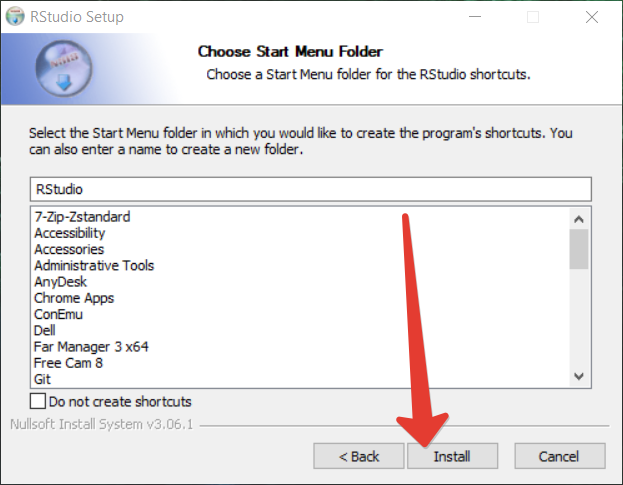 RStudio Setup
Choose Start Menu Folder
Choose a Start Menu folder for the RStudio shortcuts.
Select the Start Menu folder in which you would like to create the program's shortcuts. You
can also enter a name to create a new folder.
RStudio
7-Zip-Zstandard
Accessibility
Accessories
Administrative Tools
AnyDesk
Chrome Apps
ConEmu
Dell
Far Manager 3 x64
Free Cam 8
Git
Do not create shortcuts
Nullsoft Install System v3.06.1
< Back
Install
Cancel